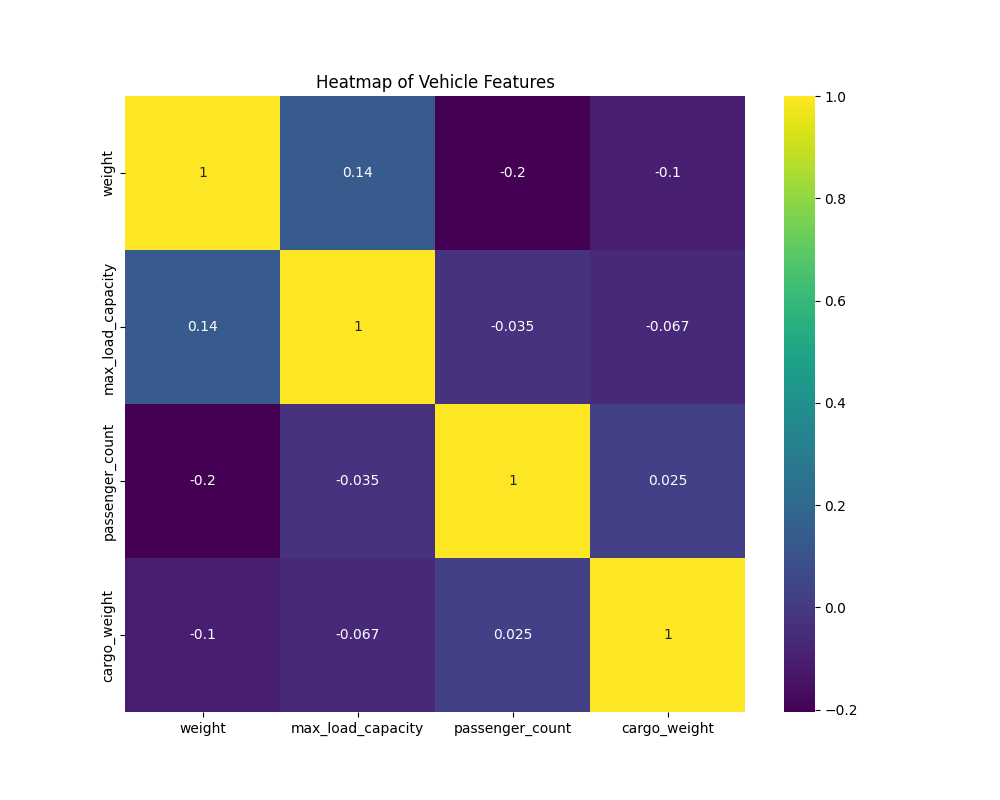 Heatmap of Vehicle Features
weight
1
0.14
-0.2
-0.1
max_load_capacity
0.14
1
-0.035
-0.067
passenger_count
-0.2
-0.035
1
0.025
cargo_weight
-0.1
-0.067
0.025
1
weight
max_load_capacity
passenger_count
cargo_weight
1.0
0.8
0.6
0.4
0.2
0.0
−0.2